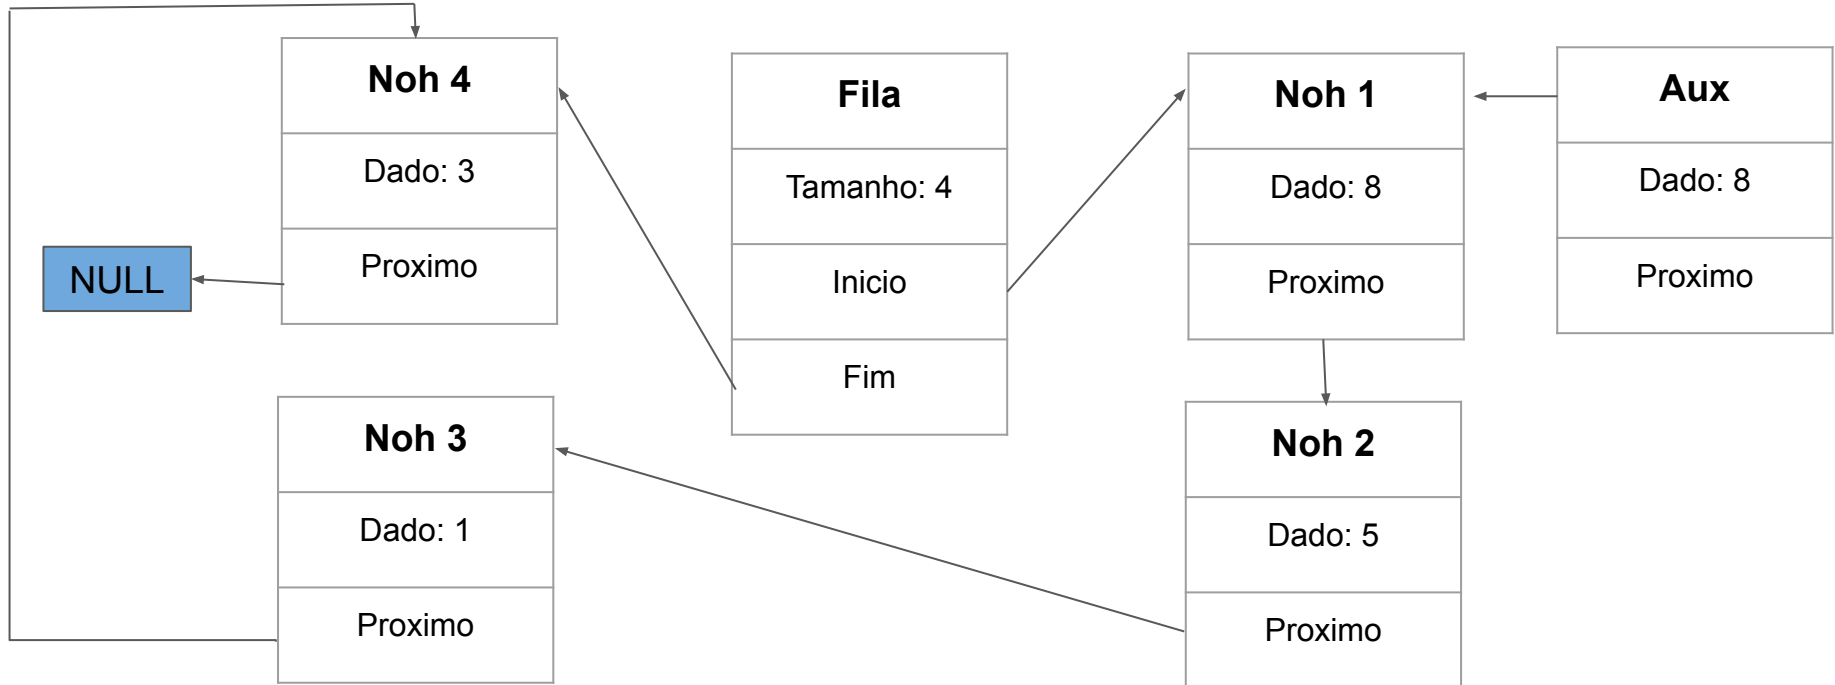 Noh 4
Dado: 3
Proximo
NULL
Fila
Tamanho: 4
Inicio
Fim
Noh 1
Dado: 8
Proximo
Aux
Dado: 8
Proximo
Noh 3
Dado: 1
Proximo
Noh 2
Dado: 5
Proximo